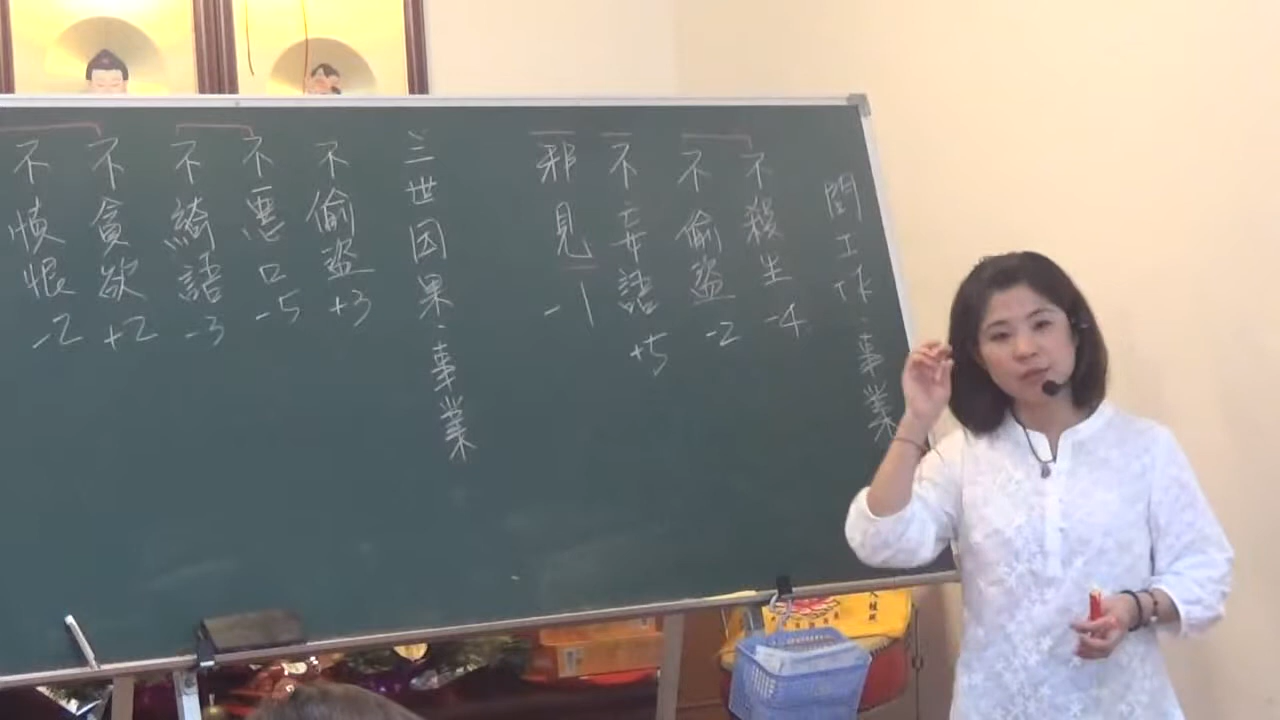 問工作、事業
不殺生 -4
不偷盜 -2
不妄語 +5
邪見 -1
三世因果、事業
不偷盜 +3
不惡口 -5
不綺語 -3
不貪欲 +2
不憤恨 -2